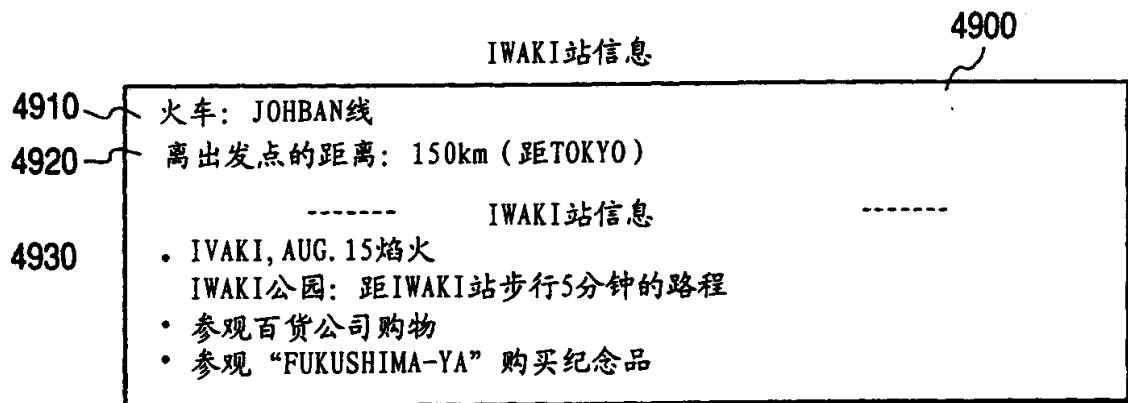 4900
IWAKI站信息
4910 火车: JOHBAN线
4920 离出发点的距离: 150km (距TOKYO)
------- IWAKI站信息 -------
4930 • IVAKI, AUG. 15焰火
IWAKI公园: 距IWAKI站步行5分钟的路程
• 参观百货公司购物
• 参观“FUKUSHIMA-YA”购买纪念品